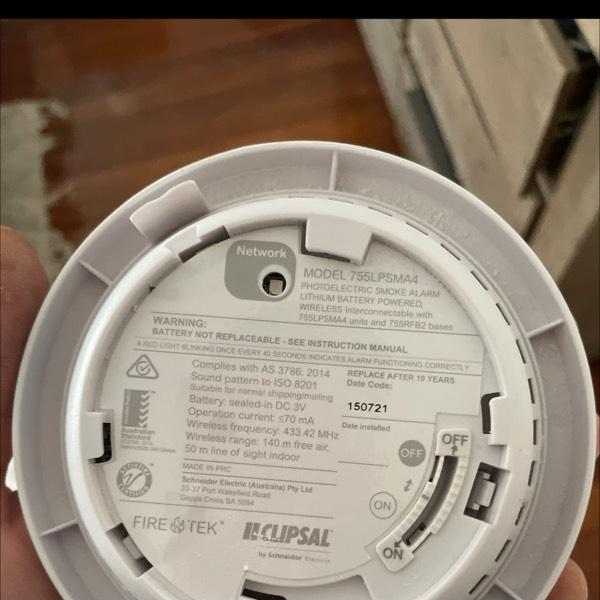 Network
MODEL 755LPSMA4
PHOTOELECTRIC SMOKE ALARM
LITHIUM BATTERY POWERED,
WIRELESS Interconnectable with
755LPSMA4 units and 755RFB2 bases
WARNING:
BATTERY NOT REPLACEABLE - SEE INSTRUCTION MANUAL
A RED LIGHT BLINKING ONCE EVERY 40 SECONDS INDICATES ALARM FUNCTIONING CORRECTLY
Complies with AS 3786: 2014
Sound pattern to ISO 8201
Suitable for normal shipping/mailing
Battery: sealed-in DC 3V
Operation current: ≤70 mA
Wireless frequency: 433.42 MHz
Wireless range: 140 m free air,
50 m line of sight indoor
REPLACE AFTER 10 YEARS
Date Code:
150721
Date installed
Australian
Standard
ACTIVFIRE
MADE IN PRC
Schneider Electric (Australia) Pty Ltd
33-37 Port Wakefield Road
Gepps Cross SA 5094
OFF
OFF
ON
ON
FIRE TEK
CLIPSAL
by Schneider Electric